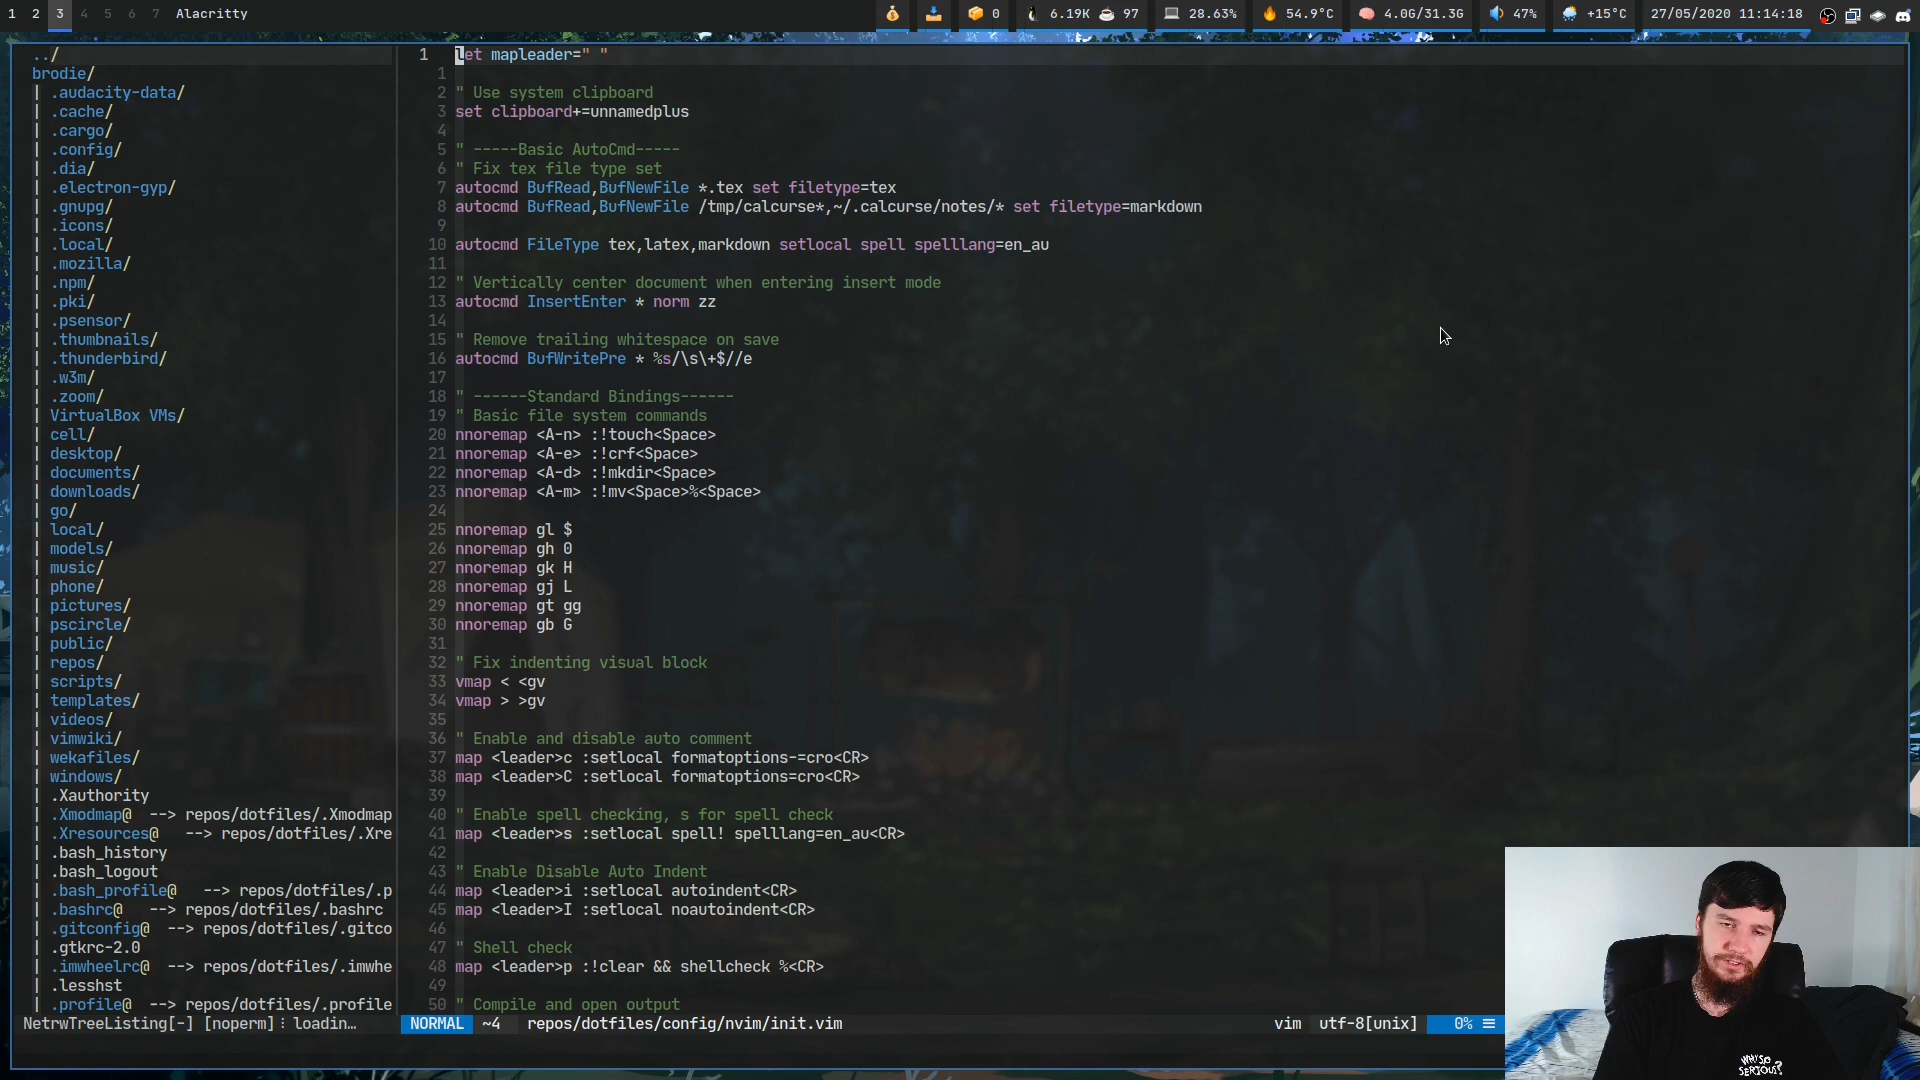 1 2 3 4 5 6 7 Alacritty
0 6.19K 97 28.63% 54.9°C 4.0G/31.3G 47% +15°C 27/05/2020 11:14:18
../
brodie/
| .audacity-data/
| .cache/
| .cargo/
| .config/
| .dia/
| .electron-gyp/
| .gnupg/
| .icons/
| .local/
| .mozilla/
| .npm/
| .pki/
| .psensor/
| .thumbnails/
| .thunderbird/
| .w3m/
| .zoom/
| VirtualBox VMs/
| cell/
| desktop/
| documents/
| downloads/
| go/
| local/
| models/
| music/
| phone/
| pictures/
| pscircle/
| public/
| repos/
| scripts/
| templates/
| videos/
| vimwiki/
| wekafiles/
| windows/
| .Xauthority
| .Xmodmap@ --> repos/dotfiles/.Xmodmap
| .Xresources@ --> repos/dotfiles/.Xre
| .bash_history
| .bash_logout
| .bash_profile@ --> repos/dotfiles/.p
| .bashrc@ --> repos/dotfiles/.bashrc
| .gitconfig@ --> repos/dotfiles/.gitco
| .gtkrc-2.0
| .imwheelrc@ --> repos/dotfiles/.imwhe
| .lesshst
| .profile@ --> repos/dotfiles/.profile
NetrwTreeListing[-] [noperm]⋮ loadin…
1 let mapleader=" "
1
2 " Use system clipboard
3 set clipboard+=unnamedplus
4
5 " -----Basic AutoCmd-----
6 " Fix tex file type set
7 autocmd BufRead,BufNewFile *.tex set filetype=tex
8 autocmd BufRead,BufNewFile /tmp/calcurse*,~/.calcurse/notes/* set filetype=markdown
9
10 autocmd FileType tex,latex,markdown setlocal spell spelllang=en_au
11
12 " Vertically center document when entering insert mode
13 autocmd InsertEnter * norm zz
14
15 " Remove trailing whitespace on save
16 autocmd BufWritePre * %s/\s\+$//e
17
18 " ------Standard Bindings------
19 " Basic file system commands
20 nnoremap <A-n> :!touch<Space>
21 nnoremap <A-e> :!crf<Space>
22 nnoremap <A-d> :!mkdir<Space>
23 nnoremap <A-m> :!mv<Space>%<Space>
24
25 nnoremap gl $
26 nnoremap gh 0
27 nnoremap gk H
28 nnoremap gj L
29 nnoremap gt gg
30 nnoremap gb G
31
32 " Fix indenting visual block
33 vmap < <gv
34 vmap > >gv
35
36 " Enable and disable auto comment
37 map <leader>c :setlocal formatoptions-=cro<CR>
38 map <leader>C :setlocal formatoptions=cro<CR>
39
40 " Enable spell checking, s for spell check
41 map <leader>s :setlocal spell! spelllang=en_au<CR>
42
43 " Enable Disable Auto Indent
44 map <leader>i :setlocal autoindent<CR>
45 map <leader>I :setlocal noautoindent<CR>
46
47 " Shell check
48 map <leader>p :!clear && shellcheck %<CR>
49
50 " Compile and open output
NORMAL ~4 repos/dotfiles/config/nvim/init.vim vim utf-8[unix] 0% ☰
WHY SO
SERIOUS?